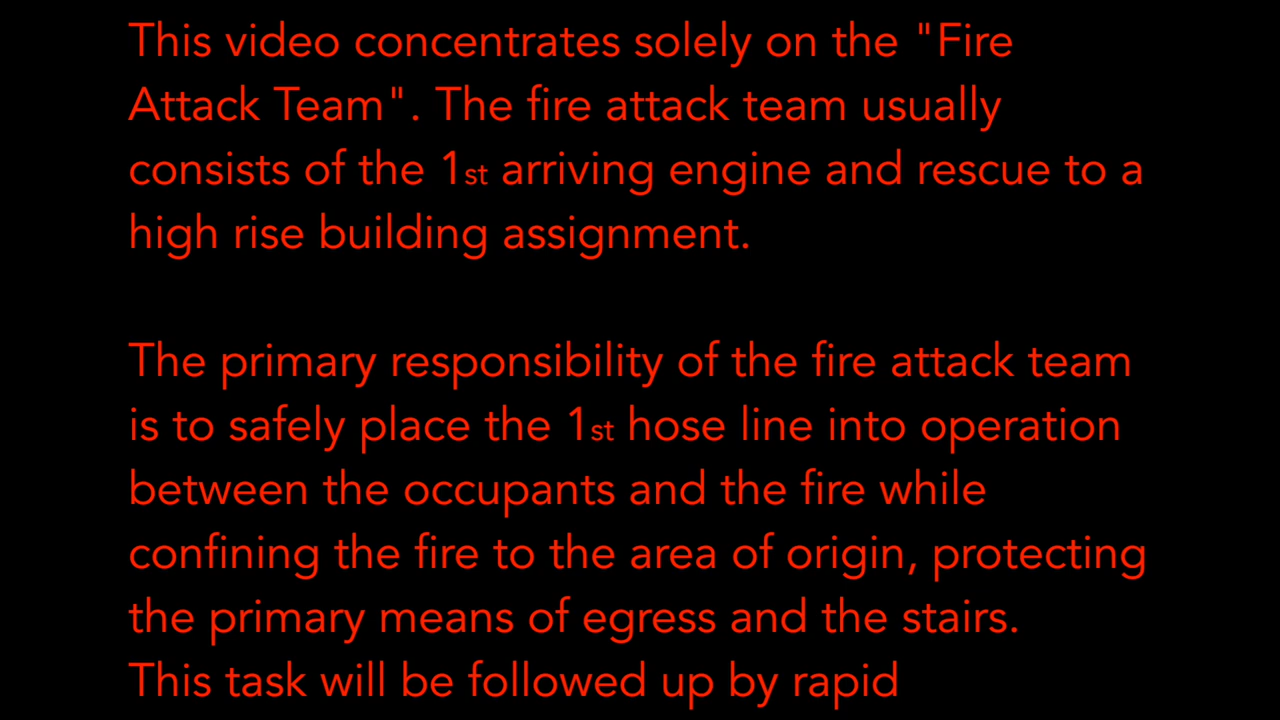 This video concentrates solely on the "Fire
Attack Team". The fire attack team usually
consists of the 1st arriving engine and rescue to a
high rise building assignment.
The primary responsibility of the fire attack team
is to safely place the 1st hose line into operation
between the occupants and the fire while
confining the fire to the area of origin, protecting
the primary means of egress and the stairs.
This task will be followed up by rapid